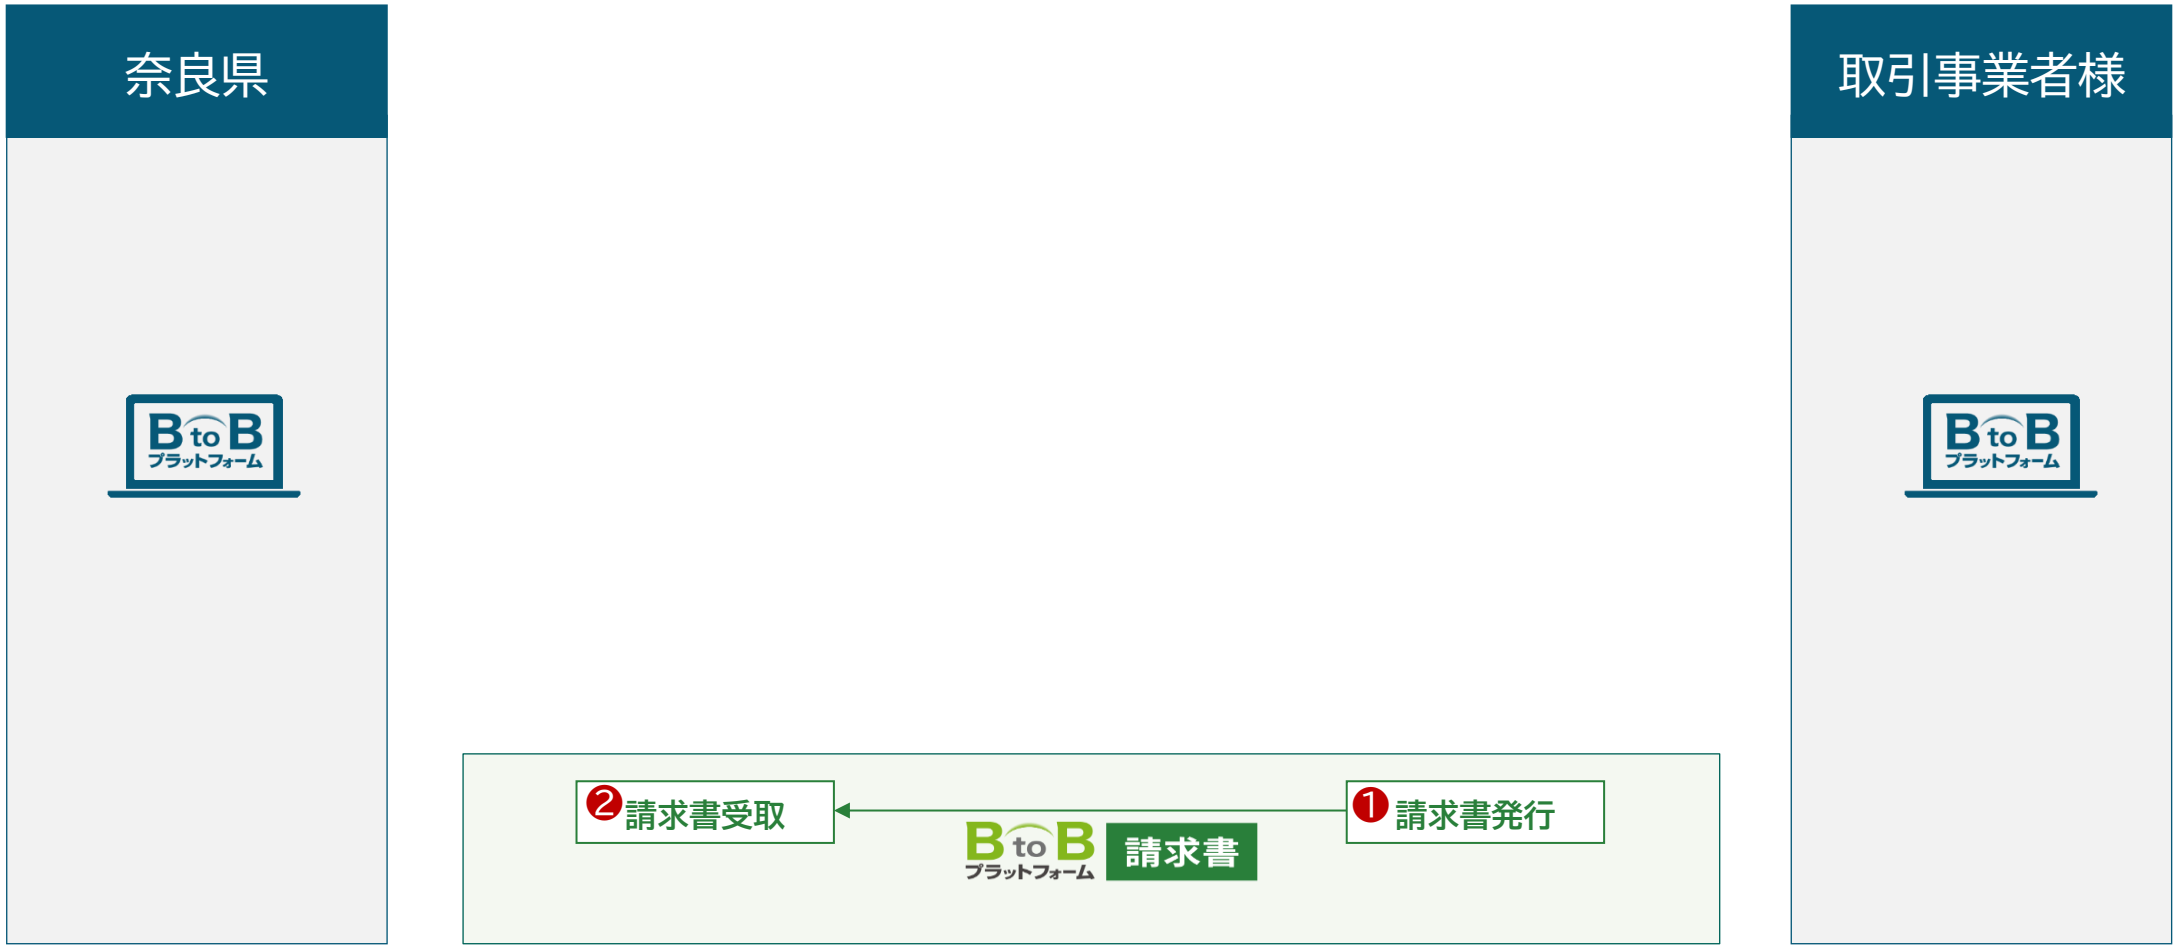 奈良県
取引事業者様
B to B
プラットフォーム
B to B
プラットフォーム
❷請求書受取
❶請求書発行
B to B
プラットフォーム
請求書